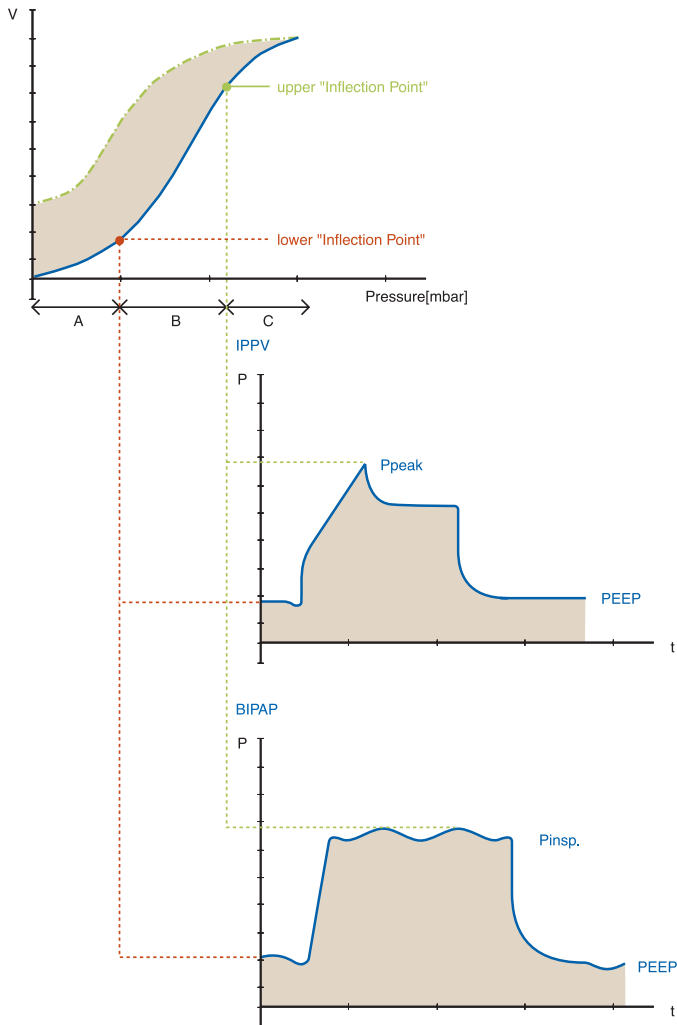 V
upper "Inflection Point"
lower "Inflection Point"
Pressure[mbar]
A B C
IPPV
P
Ppeak
PEEP
t
BIPAP
P
Pinsp.
PEEP
t